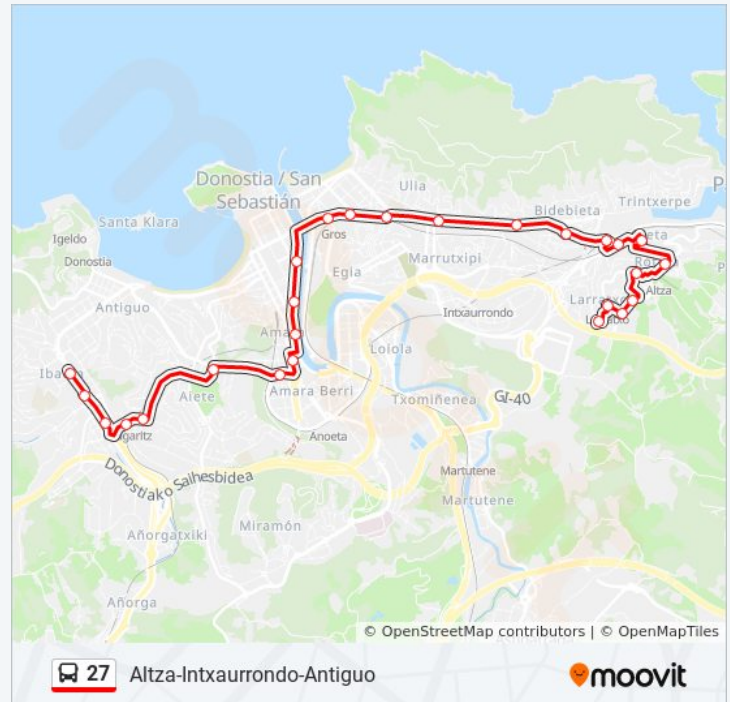 Donostia / San
Sebastián
Ulia
Bidebieta
Trintxerpe
Santa Klara
Igeldo
Donostia
Gros
Marrutxipi
Egia
Altza
Antiguo
Intxaurrondo
Loiola
Aiete
Amara Berri
Txomiñenea
GI-40
Anoeta
Donostiako Saihesbidea
Martutene
Martutene
Añorgatxiki
Miramón
Añorga
© OpenStreetMap contributors | © OpenMapTiles
27 Altza-Intxaurrondo-Antiguo
moovit